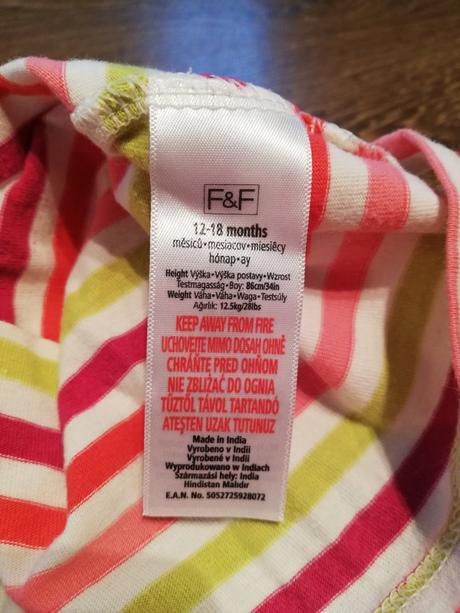 F&F
12-18 months
měsíců•mesiacov•miesięcy
hónap•ay
Height Výška•Výška postavy•Wzrost
Testmagasság•Boy: 86cm/34in
Weight Váha•Váha•Waga•Testsúly
Ağırlık: 12.5kg/28lbs
KEEP AWAY FROM FIRE
UCHOVEJTE MIMO DOSAH OHNĚ
CHRÁŇTE PRED OHŇOM
NIE ZBLIŻAĆ DO OGNIA
TŰZTŐL TÁVOL TARTANDÓ
ATEŞTEN UZAK TUTUNUZ
Made in India
Vyrobeno v Indii
Vyrobené v Indii
Wyprodukowano w Indiach
Származási hely: India
Hindistan Malıdır
E.A.N. No. 5052725928072